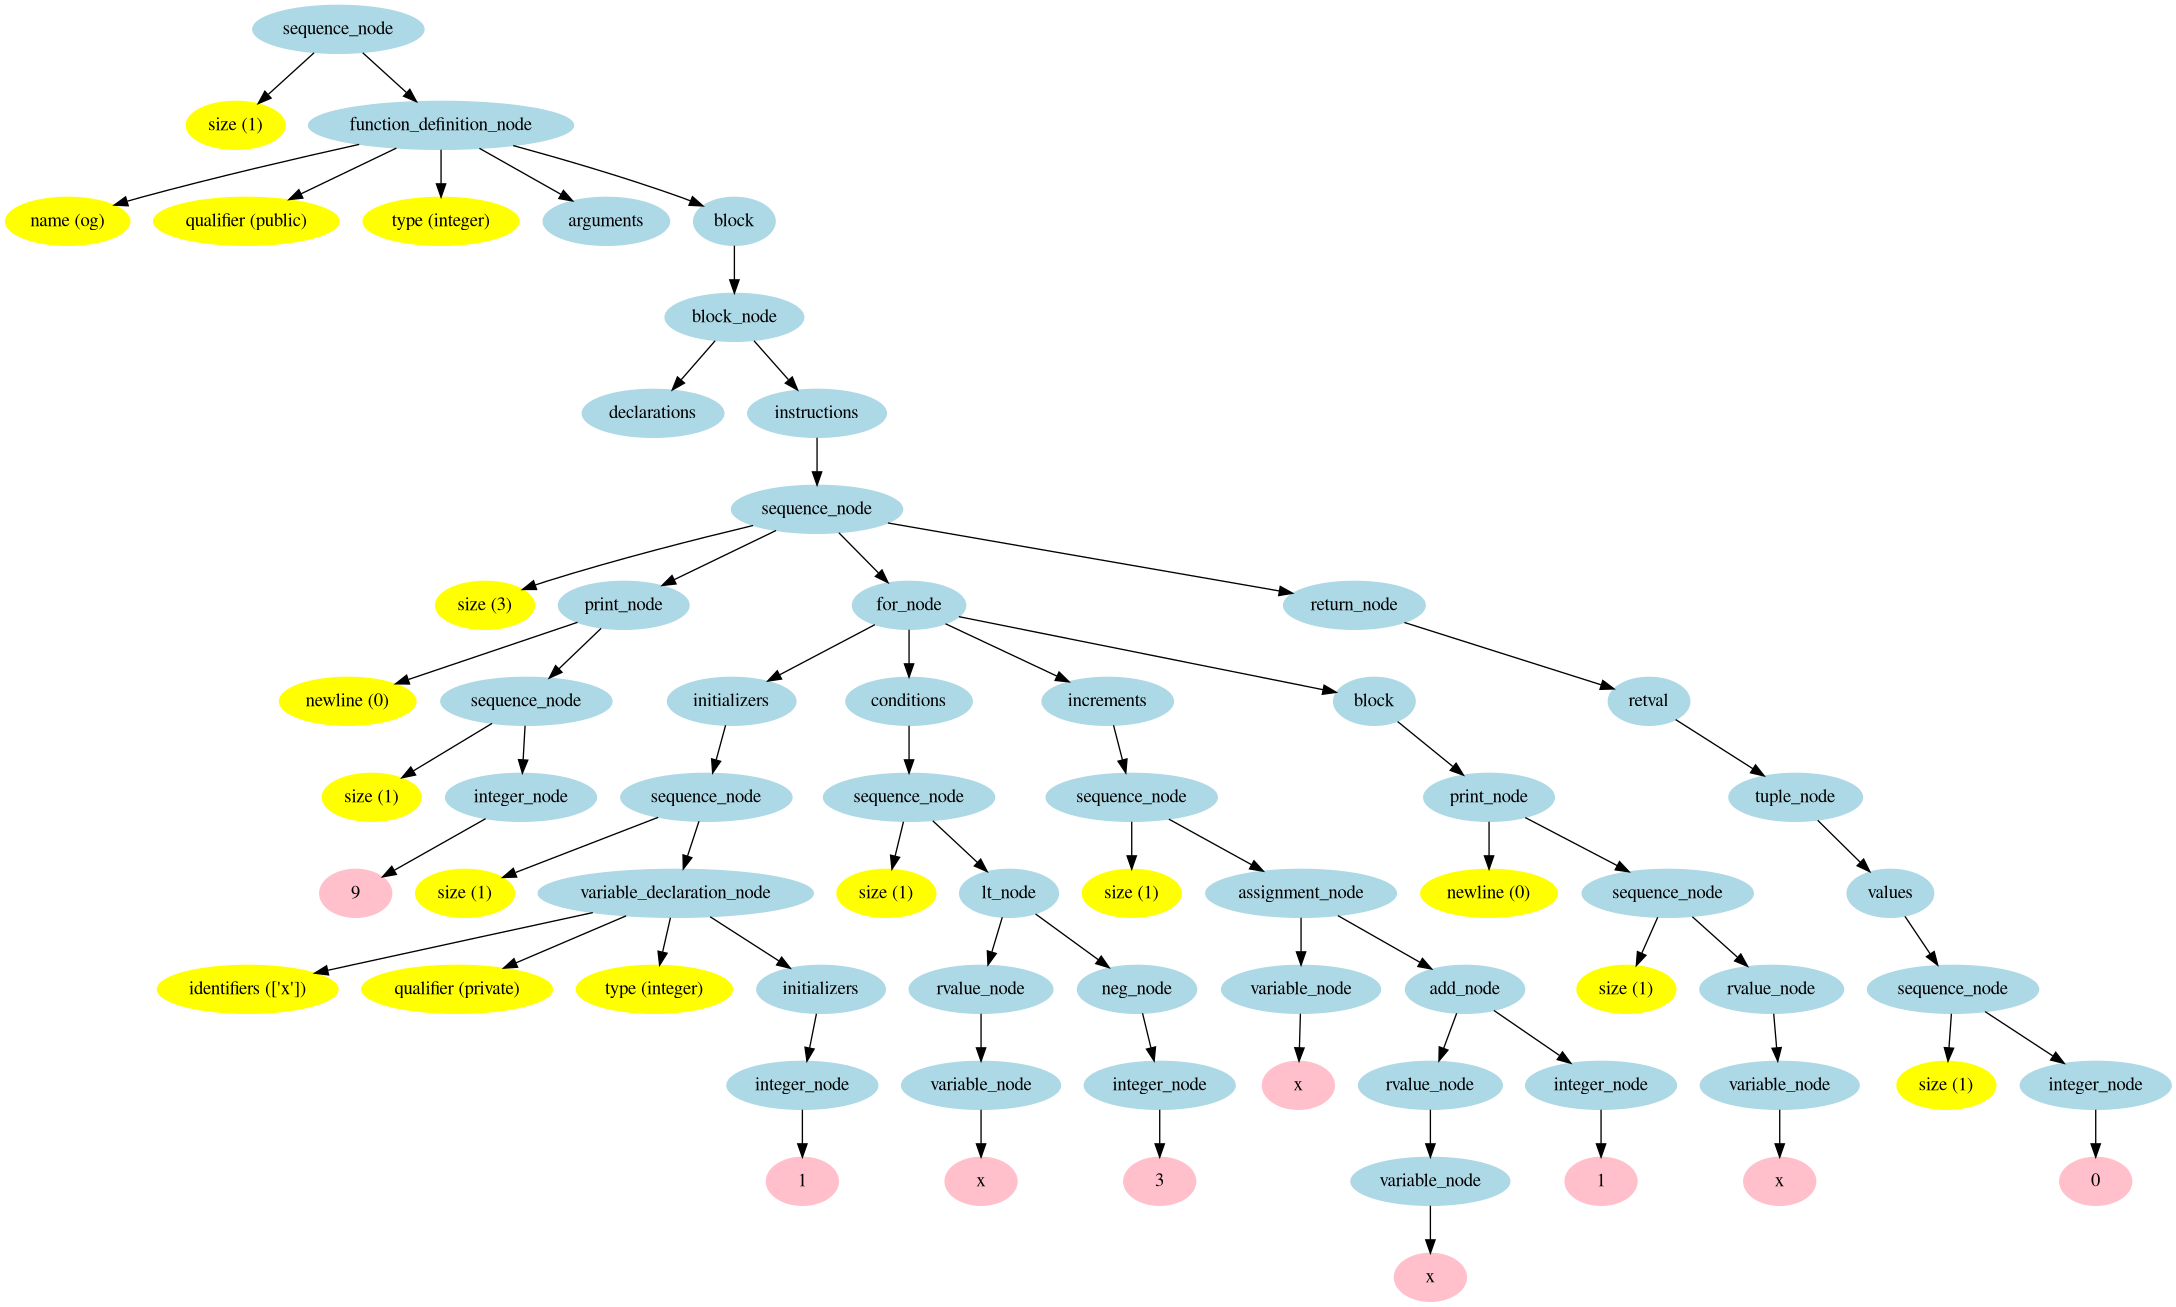 sequence_node
size (1)
function_definition_node
name (og)
qualifier (public)
type (integer)
arguments
block
block_node
declarations
instructions
sequence_node
size (3)
print_node
for_node
return_node
newline (0)
sequence_node
initializers
conditions
increments
block
retval
size (1)
integer_node
sequence_node
sequence_node
sequence_node
print_node
tuple_node
9
size (1)
variable_declaration_node
size (1)
lt_node
size (1)
assignment_node
newline (0)
sequence_node
values
identifiers (['x'])
qualifier (private)
type (integer)
initializers
rvalue_node
neg_node
variable_node
add_node
size (1)
rvalue_node
sequence_node
integer_node
variable_node
integer_node
x
rvalue_node
integer_node
variable_node
size (1)
integer_node
1
x
3
variable_node
1
x
0
x